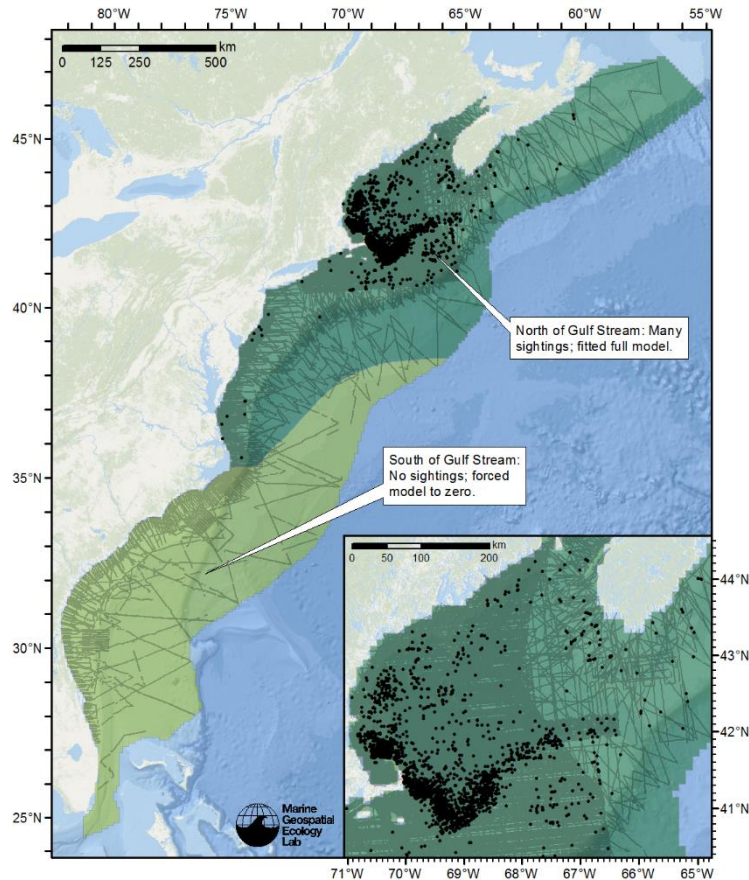 80°W 75°W 70°W 65°W 60°W 55°W
km
0 125 250 500
45°N
40°N
35°N
30°N
25°N
North of Gulf Stream: Many
sightings; fitted full model.
South of Gulf Stream:
No sightings; forced
model to zero.
km
0 50 100 200
44°N
43°N
42°N
41°N
71°W 70°W 69°W 68°W 67°W 66°W 65°W
Marine
Geospatial
Ecology
Lab